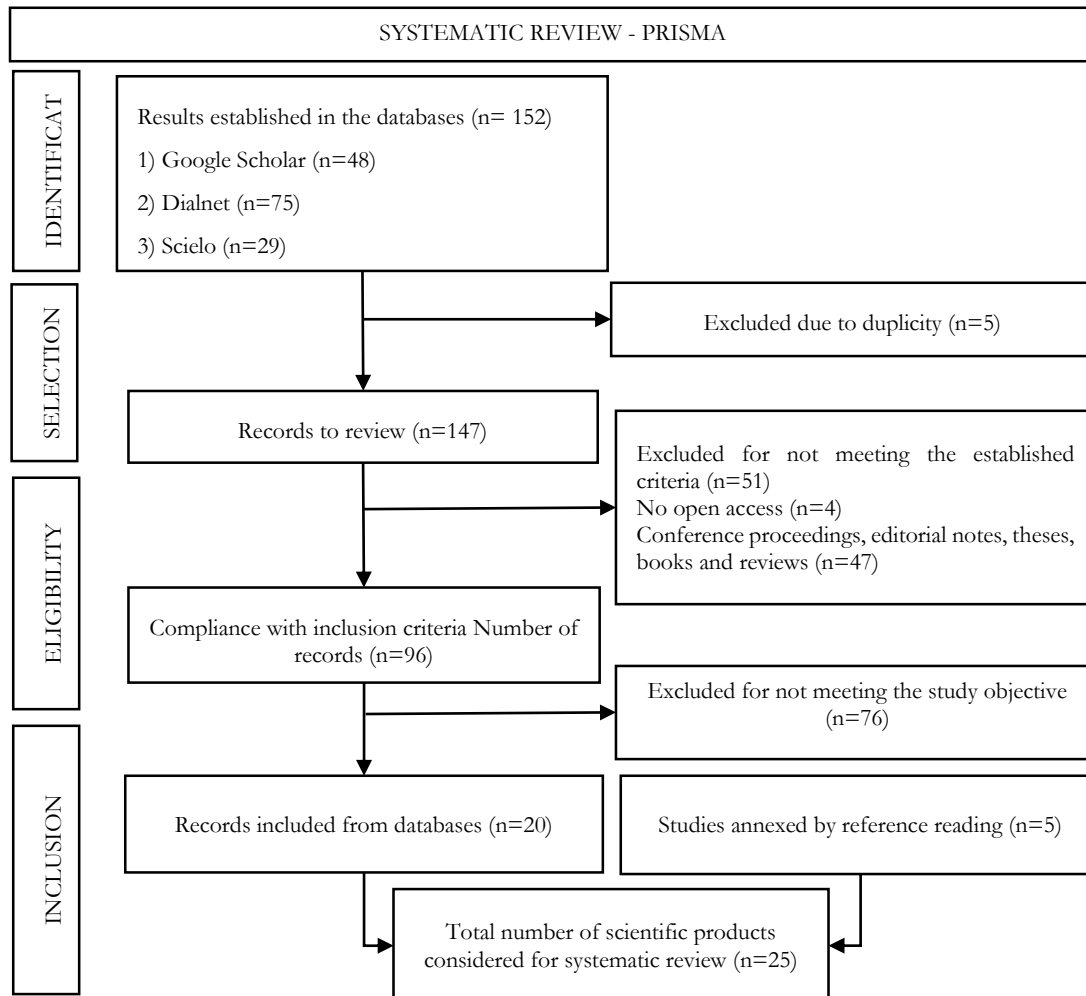 SYSTEMATIC REVIEW - PRISMA
IDENTIFICAT
Results established in the databases (n= 152)
1) Google Scholar (n=48)
2) Dialnet (n=75)
3) Scielo (n=29)
SELECTION
Excluded due to duplicity (n=5)
Records to review (n=147)
Excluded for not meeting the established
criteria (n=51)
No open access (n=4)
Conference proceedings, editorial notes, theses,
books and reviews (n=47)
ELIGIBILITY
Compliance with inclusion criteria Number of
records (n=96)
Excluded for not meeting the study objective
(n=76)
INCLUSION
Records included from databases (n=20)
Studies annexed by reference reading (n=5)
Total number of scientific products
considered for systematic review (n=25)